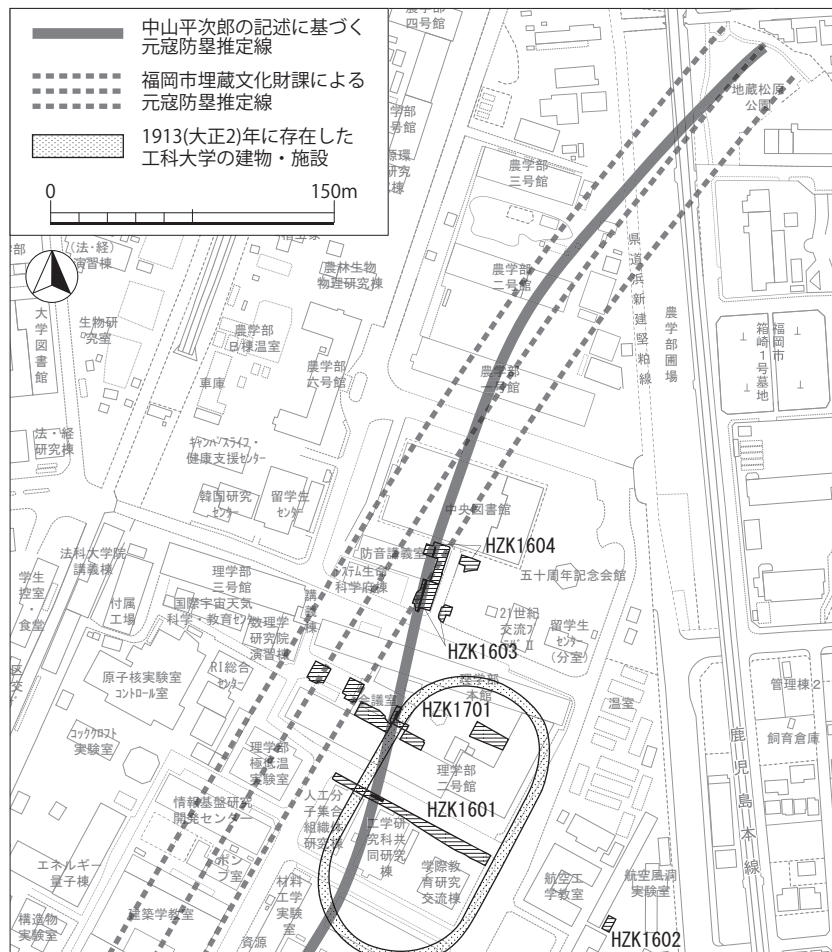 中山平次郎の記述に基づく
元寇防塁推定線
福岡市埋蔵文化財課による
元寇防塁推定線
1913(大正2)年に存在した
工科大学の建物・施設
0
150m
四号館
地蔵松原
公園
農学部
三号館
農学部
二号館
県道浜新建堅粕線
農学部圃場
福岡市
箱崎1号墓地
(法・経)
演習棟
農林生物
物理研究棟
大学図書館
生物研
究室
農学部
B棟温室
車庫
農学部
六号館
農学部
一号館
法・経
研究棟
キャンパスライフ・
健康支援センター
韓国研究
センター
留学生
センター
中央図書館
HZK1604
防音講義室
システム生命
科学府棟
五十周年記念会館
法科大学院
講義棟
理学部
三号館
学生
控室
・
食堂
付属
工場
国際宇宙天気
科学・教育センター
講義棟
数理学
研究院
演習棟
21世紀
交流プ
ラザⅡ
留学生
センター
(分室)
HZK1603
原子核実験室
コントロール室
RI総合
センター
会議室
理学部
本館
HZK1701
温室
管理棟2
コッククロフト
実験室
理学部
極低温
実験室
理学部
二号館
飼育倉庫
鹿児島本線
情報基盤研究
開発センター
人工分
子集合
組織体
研究棟
HZK1601
工学研
究科共
同研究
棟
エネルギー
量子棟
ポン
プ室
学際教
育研究
交流棟
材料
工学
実験
室
航空工
学教室
航空風洞
実験室
構造物
実験室
建築学教室
資源
HZK1602